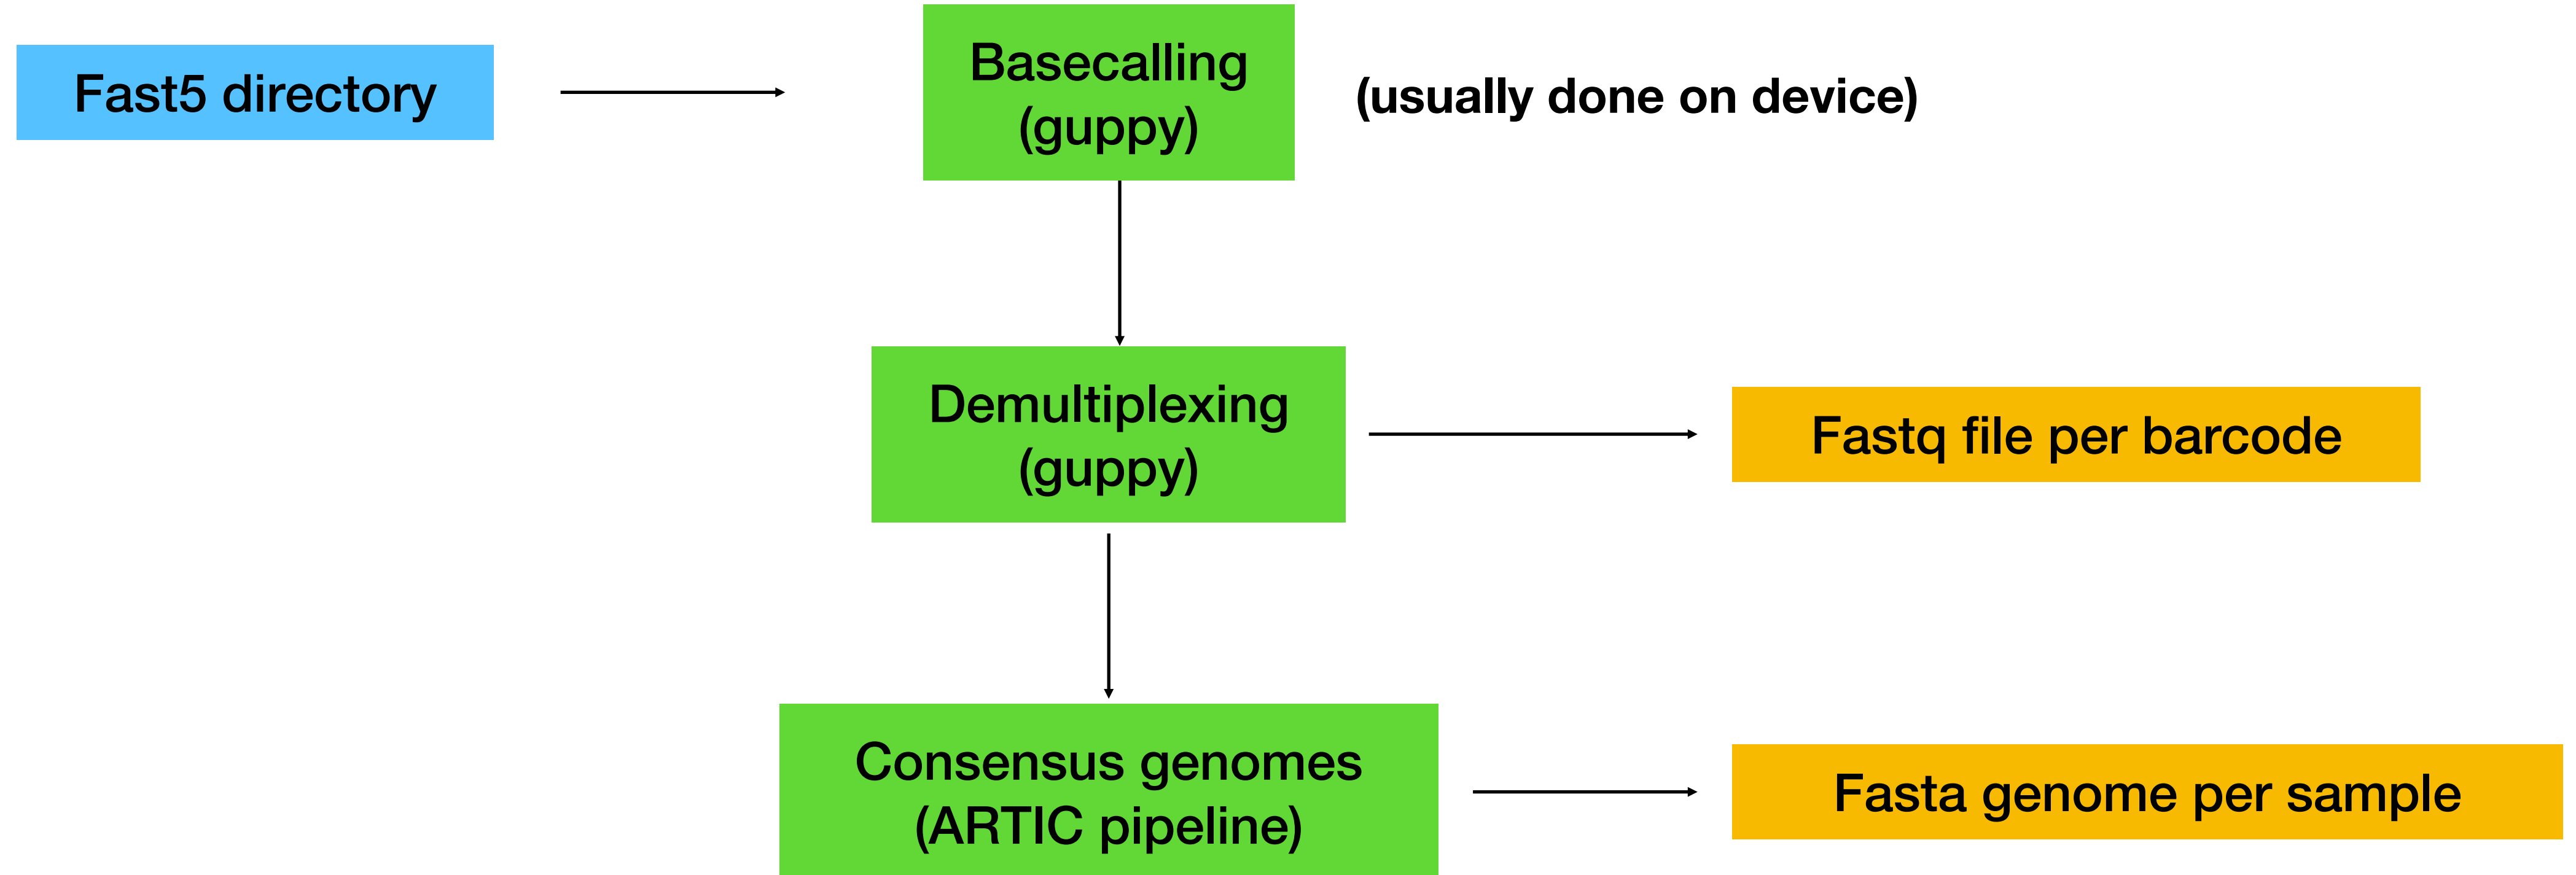 Fast5 directory
Basecalling
(guppy)
(usually done on device)
Demultiplexing
(guppy)
Fastq file per barcode
Consensus genomes
(ARTIC pipeline)
Fasta genome per sample